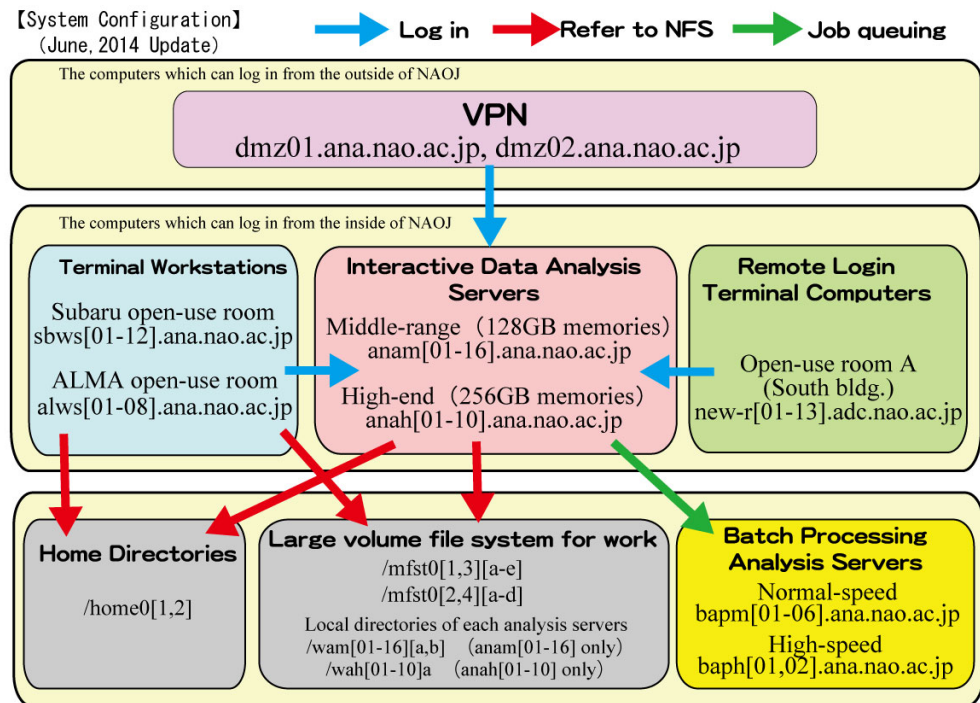 【System Configuration】
(June,2014 Update)
Log in
Refer to NFS
Job queuing
The computers which can log in from the outside of NAOJ
VPN
dmz01.ana.nao.ac.jp, dmz02.ana.nao.ac.jp
The computers which can log in from the inside of NAOJ
Terminal Workstations
Subaru open-use room
sbws[01-12].ana.nao.ac.jp
ALMA open-use room
alws[01-08].ana.nao.ac.jp
Interactive Data Analysis
Servers
Middle-range（128GB memories）
anam[01-16].ana.nao.ac.jp
High-end（256GB memories）
anah[01-10].ana.nao.ac.jp
Remote Login
Terminal Computers
Open-use room A
(South bldg.)
new-r[01-13].adc.nao.ac.jp
Home Directories
/home0[1,2]
Large volume file system for work
/mfst0[1,3][a-e]
/mfst0[2,4][a-d]
Local directories of each analysis servers
/wam[01-16][a,b]　（anam[01-16] only）
/wah[01-10]a　（anah[01-10] only）
Batch Processing
Analysis Servers
Normal-speed
bapm[01-06].ana.nao.ac.jp
High-speed
baph[01,02].ana.nao.ac.jp